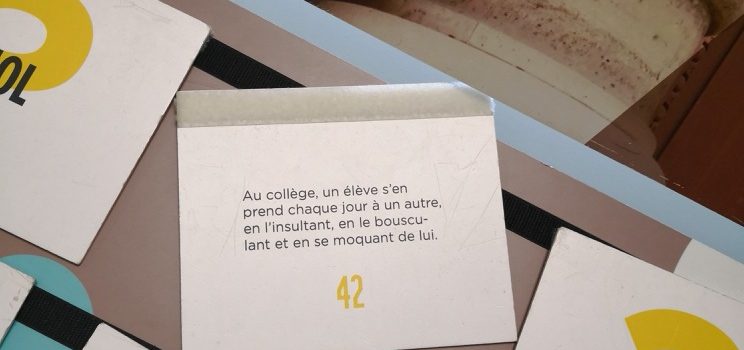 OL
Au collège, un élève s'en
prend chaque jour à un autre,
en l'insultant, en le bouscu-
lant et en se moquant de lui.
42